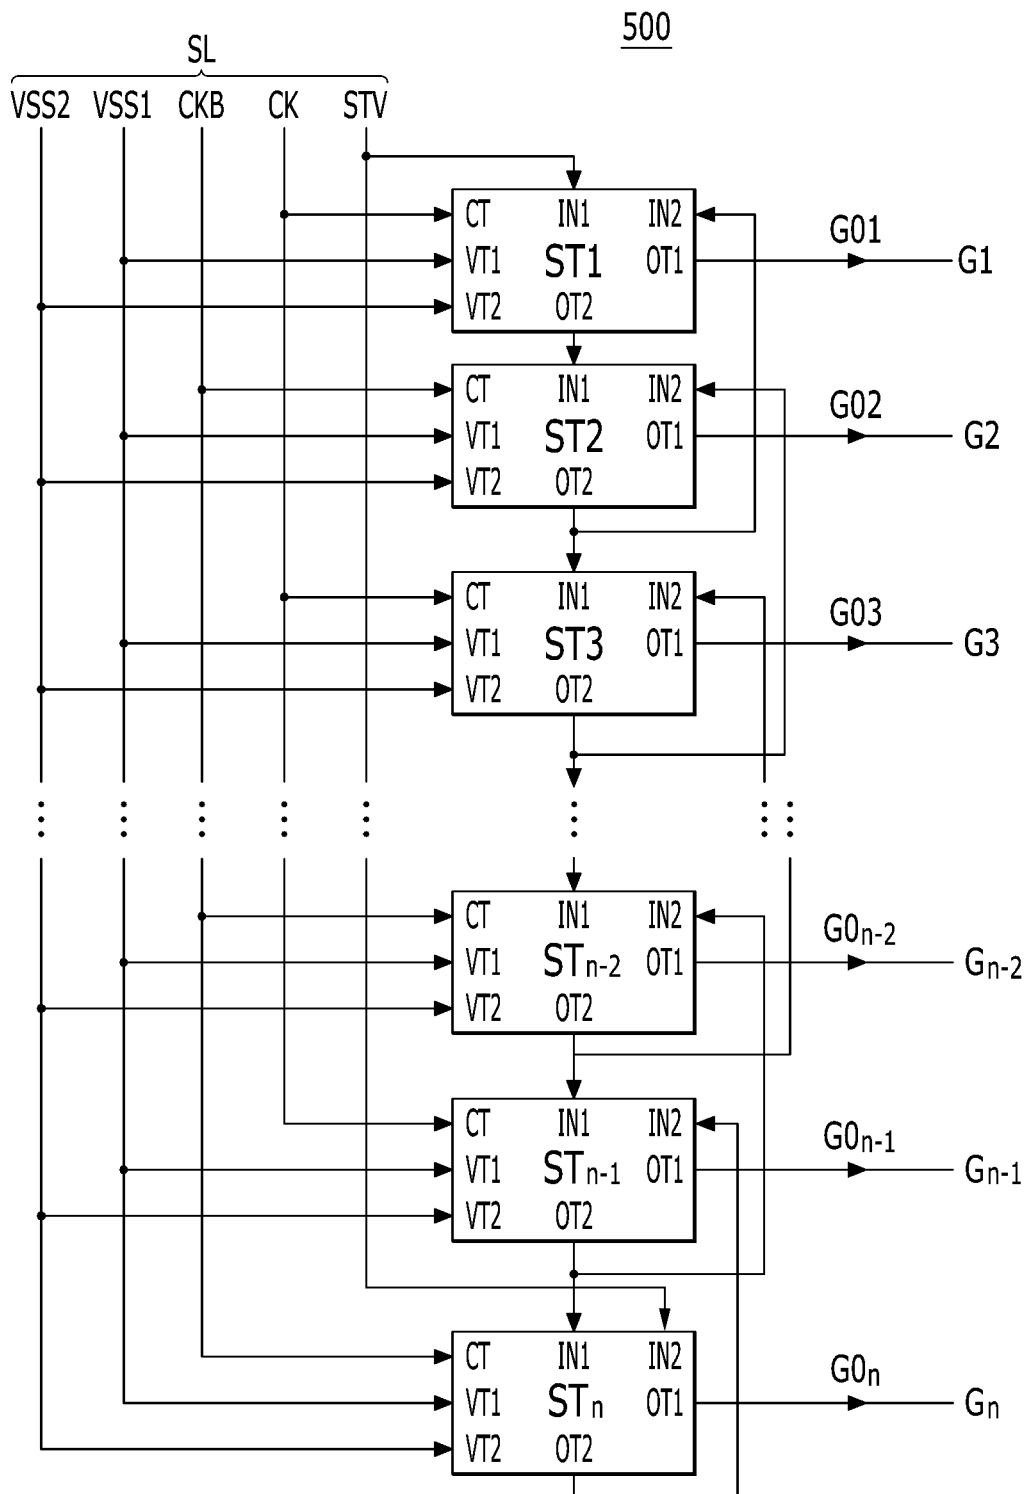 500
SL
VSS2 VSS1 CKB CK STV
CT IN1 IN2
G01
VT1 ST1 OT1 G1
VT2 OT2
CT IN1 IN2
G02
VT1 ST2 OT1 G2
VT2 OT2
CT IN1 IN2
G03
VT1 ST3 OT1 G3
VT2 OT2
CT IN1 IN2
G0n-2
VT1 STn-2 OT1 Gn-2
VT2 OT2
CT IN1 IN2
G0n-1
VT1 STn-1 OT1 Gn-1
VT2 OT2
CT IN1 IN2
G0n
VT1 STn OT1 Gn
VT2 OT2